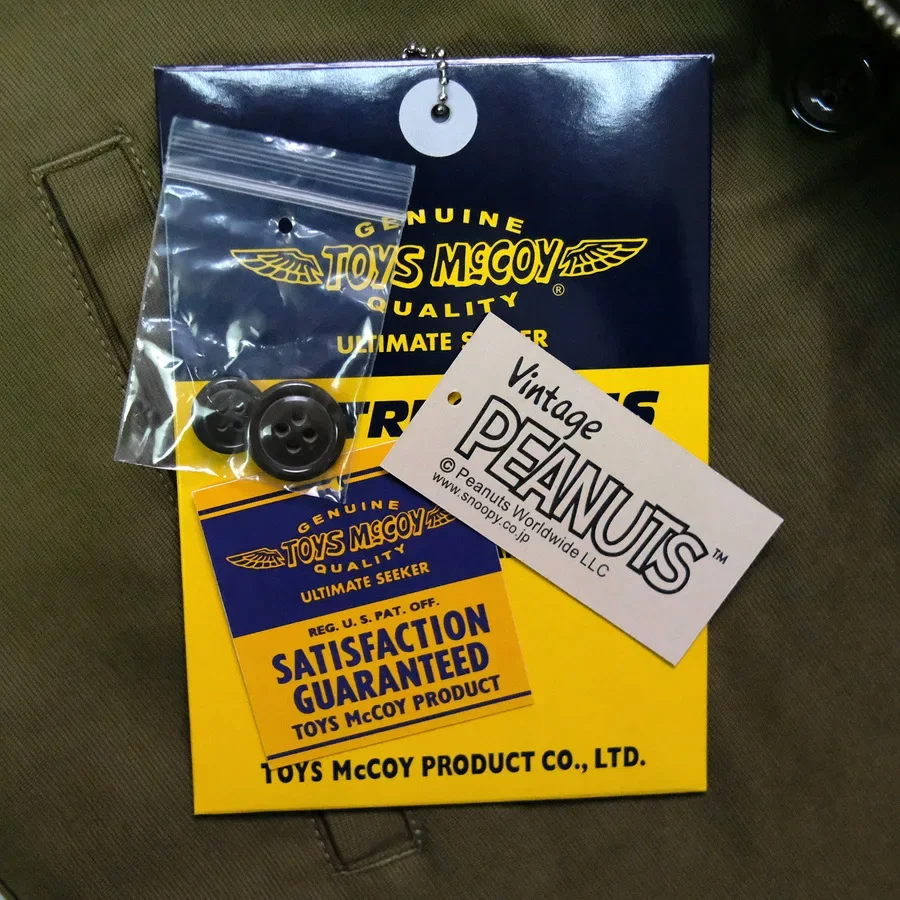 GENUINE
TOYS McCOY ®
QUALITY
ULTIMATE
Vintage
PEANUTS ™
© Peanuts Worldwide LLC
www.snoopy.co.jp
GENUINE
TOYS McCOY
QUALITY
ULTIMATE SEEKER
REG. U.S. PAT. OFF.
SATISFACTION
GUARANTEED
TOYS McCOY PRODUCT
TOYS McCOY PRODUCT CO., LTD.